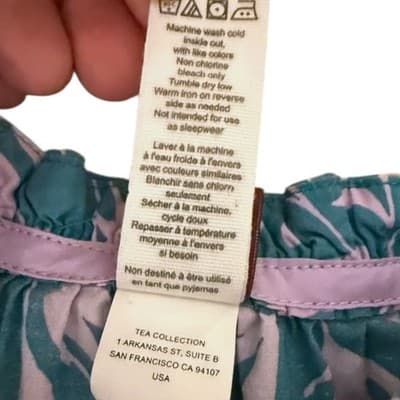 Machine wash cold
inside out,
with like colors
Non chlorine
bleach only
Tumble dry low
Warm iron on reverse
side as needed
Not intended for use
as sleepwear
Laver à la machine
à l'eau froide à l'envers
avec couleurs similaires
Blanchir sans chlorn
seulement
Sécher à la machine,
cycle doux
Repasser à température
moyenne à l'envers
si besoin
Non destiné à être utilisé
en tant que pyjamas
TEA COLLECTION
1 ARKANSAS ST, SUITE B
SAN FRANCISCO CA 94107
USA